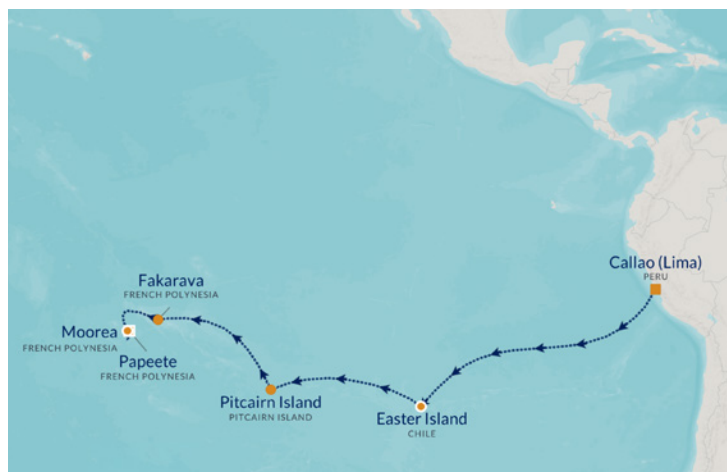 Callao (Lima)
PERU
Fakarava
FRENCH POLYNESIA
Moorea
FRENCH POLYNESIA
Papeete
FRENCH POLYNESIA
Pitcairn Island
PITCAIRN ISLAND
Easter Island
CHILE